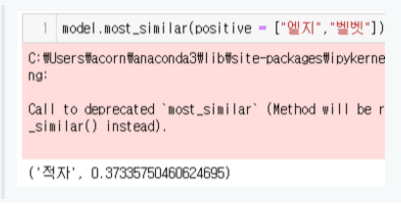 1 model.most_similar(positive = ["엘지","벨벳"])
C:₩Users₩acorn₩anaconda3₩lib₩site-packages₩ipykerne
ng:
Call to deprecated `most_similar` (Method will be r
_similar() instead).
('적자', 0.37335750460624695)